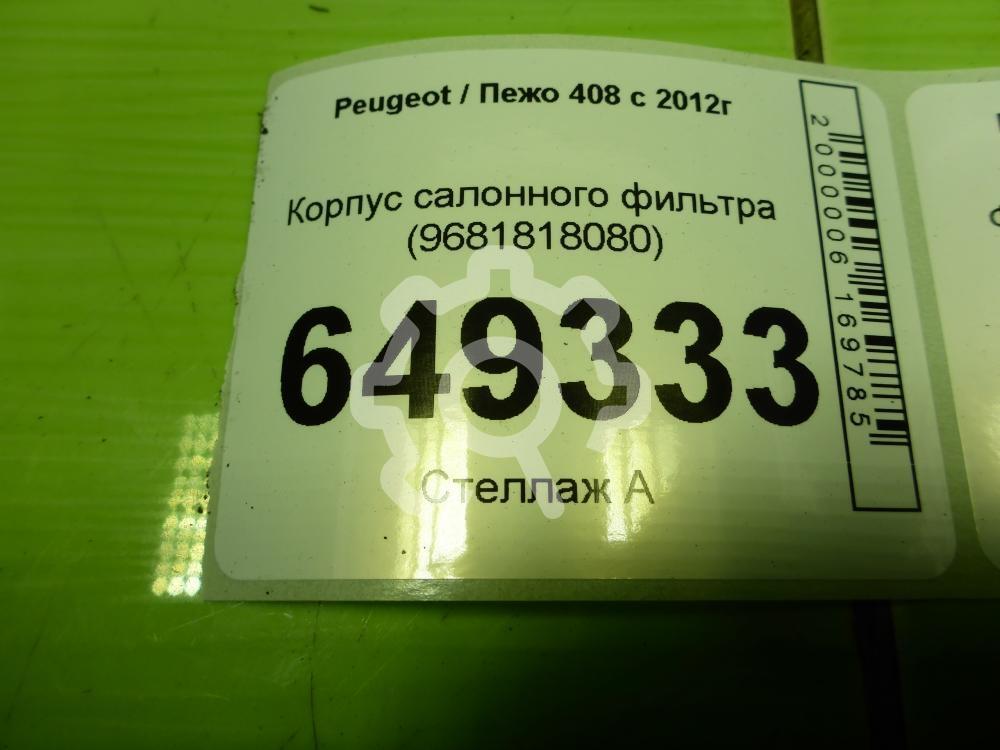 Peugeot / Пежо 408 с 2012г
Корпус салонного фильтра
(9681818080)
649333
Стеллаж А
2000006169785